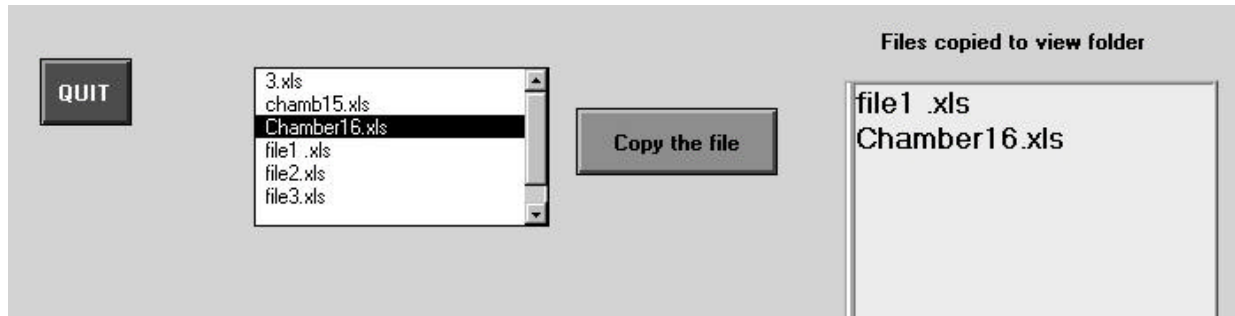 Files copied to view folder
QUIT
3.xls
chamb15.xls
Chamber16.xls
file1 .xls
file2.xls
file3.xls
Copy the file
file1 .xls
Chamber16.xls